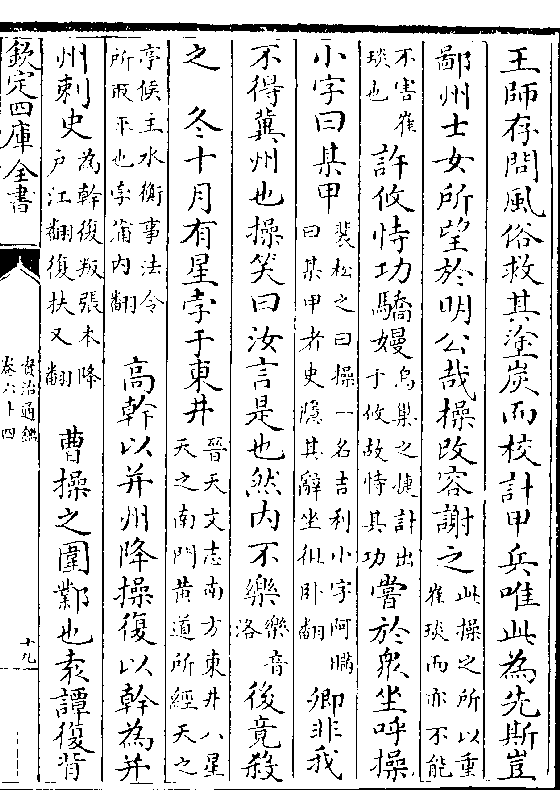 王師存問風俗救其塗炭而校計甲兵唯此為先斯豈
鄙州士女所望於明公哉操改容謝之此操之所以重崔琰而亦不能
不害崔琰也許攸恃功驕嫚烏巢之捷計出于攸故恃其功嘗於衆坐呼操
小字曰某甲裴松之曰操一名吉利小字阿瞞曰某甲者史隱其辭坐徂卧翻卿非我
不得冀州也操笑曰汝言是也然内不樂樂音洛後竟殺
之 冬十月有星孛于東井晉天文志南方東井八星天之南門黄道所經天之
亭侯主水衡事法令所取平也孛蒲内翻 高幹以并州降操復以幹為并
州刺史為幹復叛張本降户江翻復扶又翻 曹操之圍鄴也袁譚復背
欽定四庫全書
資治通鑑
卷六十四
十九